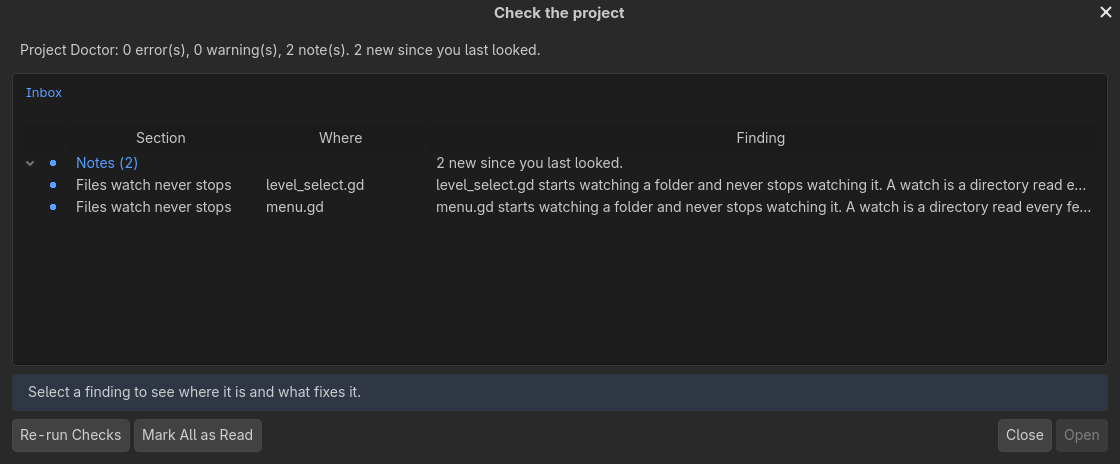 Check the project
Project Doctor: 0 error(s), 0 warning(s), 2 note(s). 2 new since you last looked.
Inbox
Section Where Finding
Notes (2) 2 new since you last looked.
Files watch never stops level_select.gd level_select.gd starts watching a folder and never stops watching it. A watch is a directory read e...
Files watch never stops menu.gd menu.gd starts watching a folder and never stops watching it. A watch is a directory read every fe...
Select a finding to see where it is and what fixes it.
Re-run Checks Mark All as Read Close Open